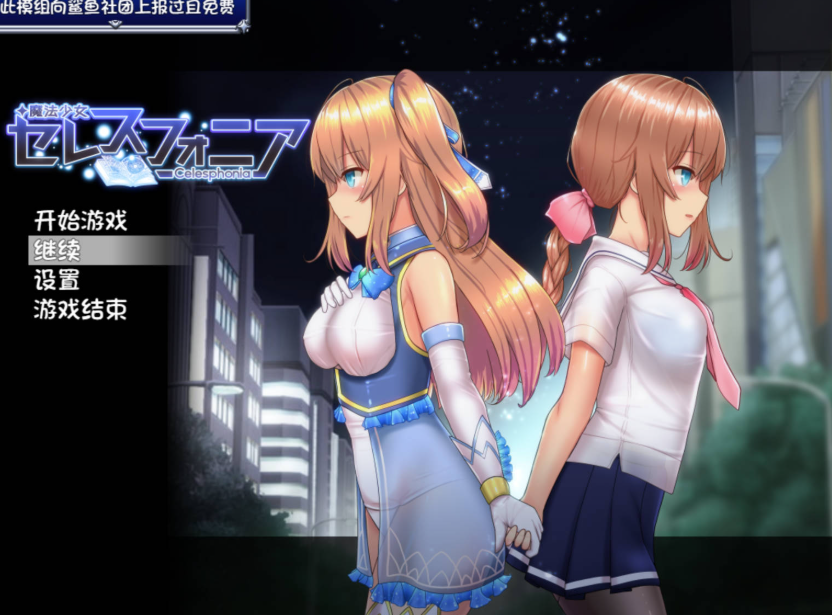 此模组向鲨鱼社团上报过且免费
魔法少女
セレスフォニア
Celesphonia
开始游戏
继续
设置
游戏结束